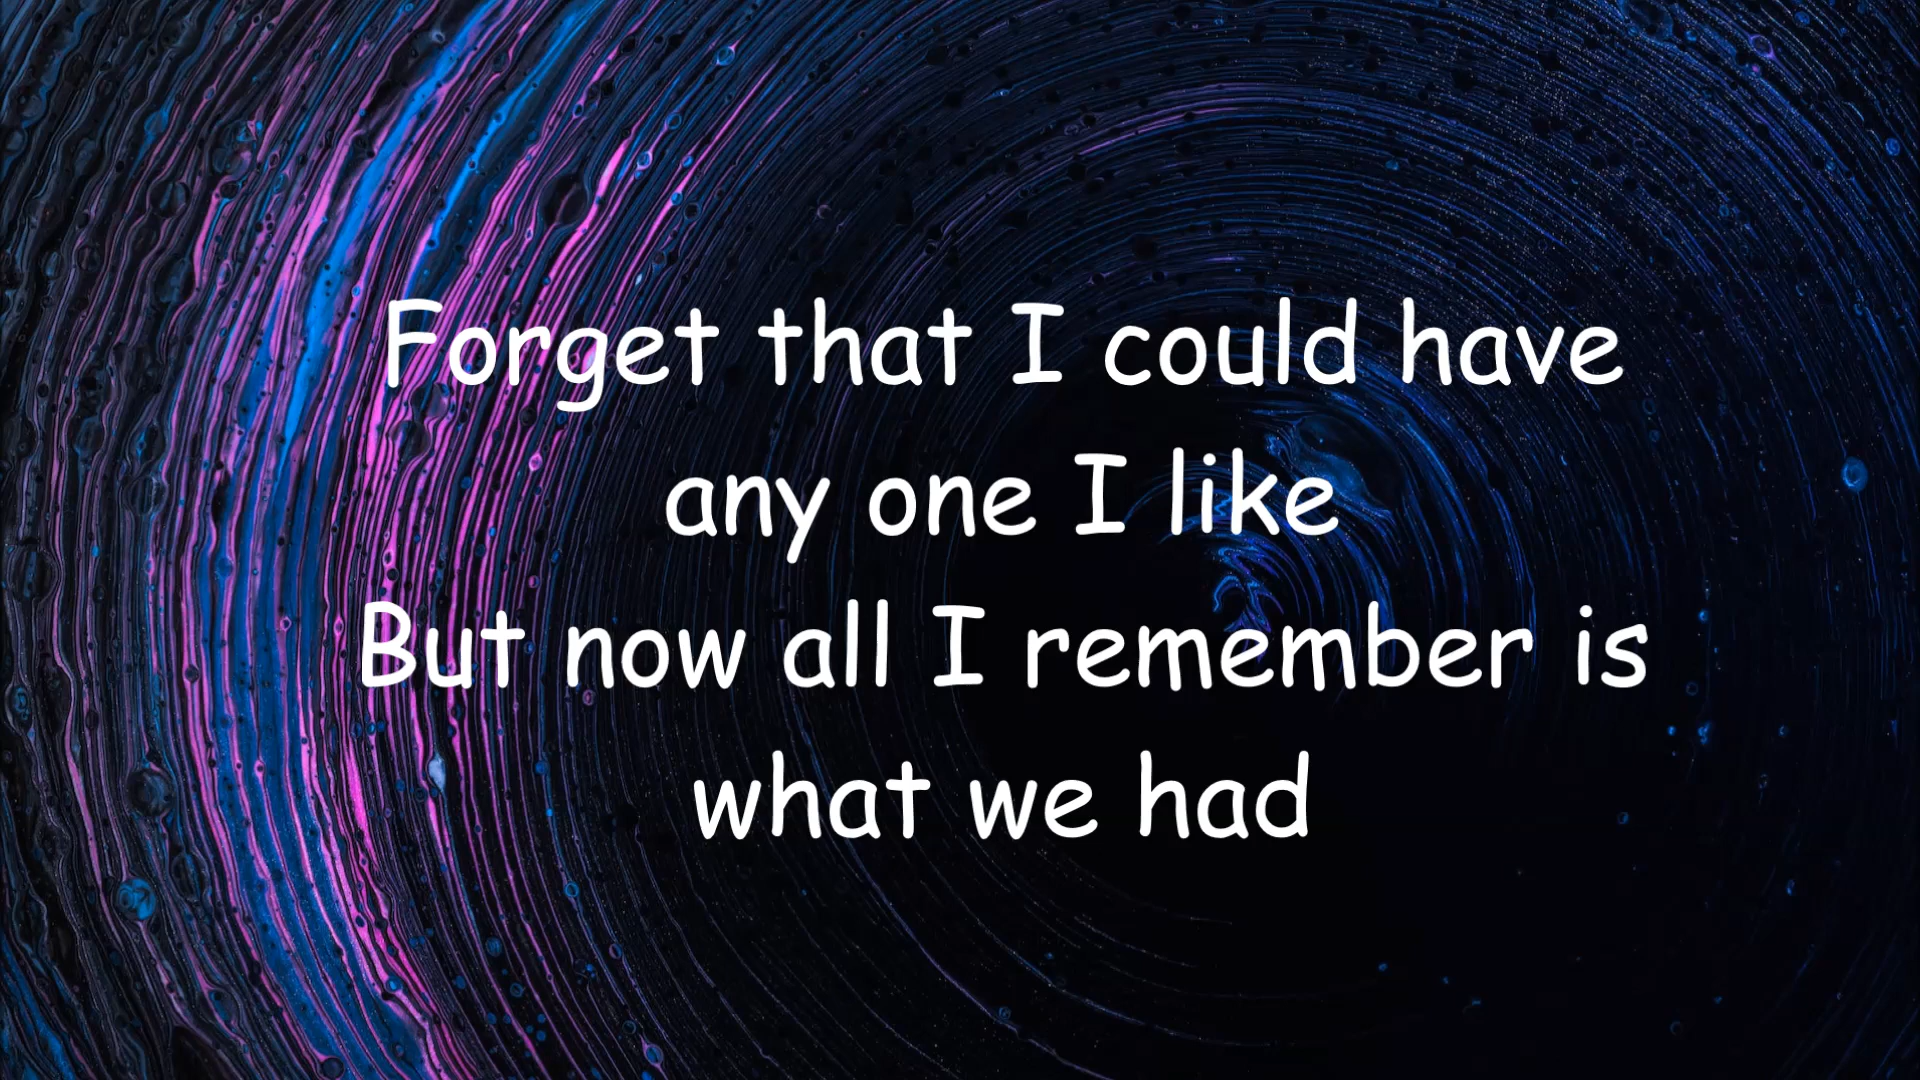 Forget that I could have
any one I like
But now all I remember is
what we had